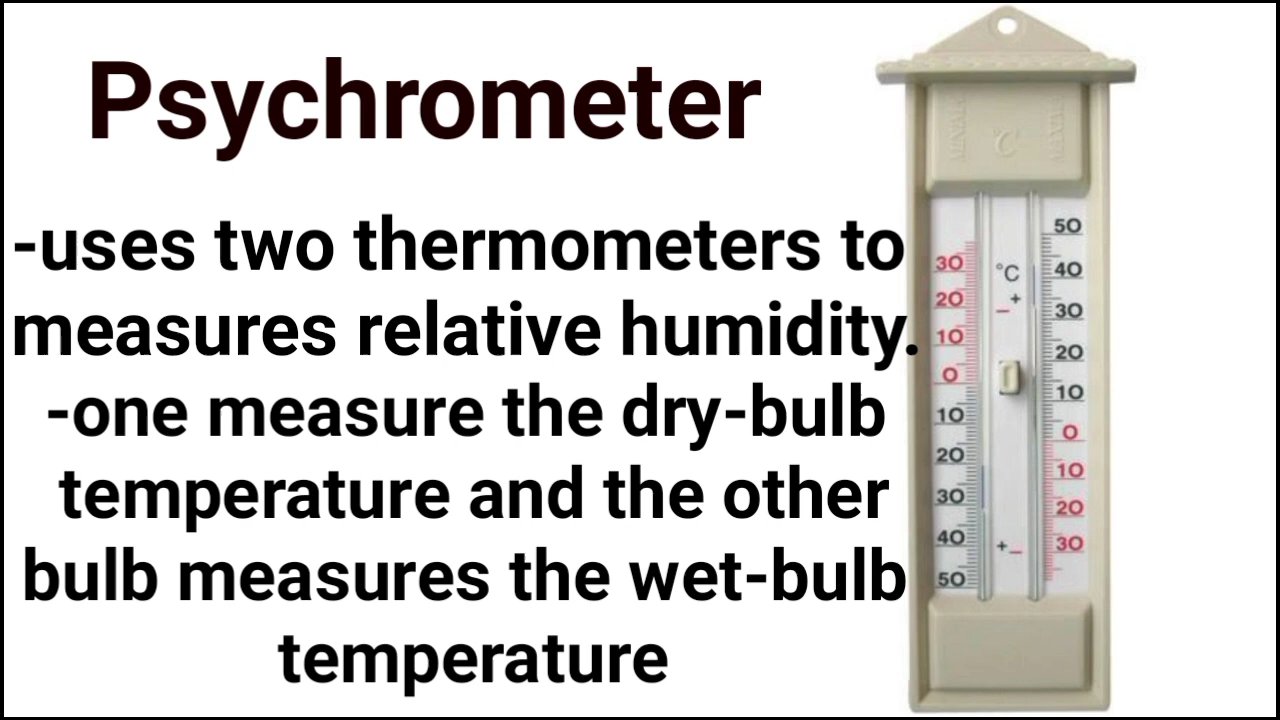 Psychrometer
-uses two thermometers to
measures relative humidity.
-one measure the dry-bulb
temperature and the other
bulb measures the wet-bulb
temperature
°C
50
30
°C
40
20
+
−
30
10
20
0
10
10
0
20
10
30
20
40
+ −
30
50